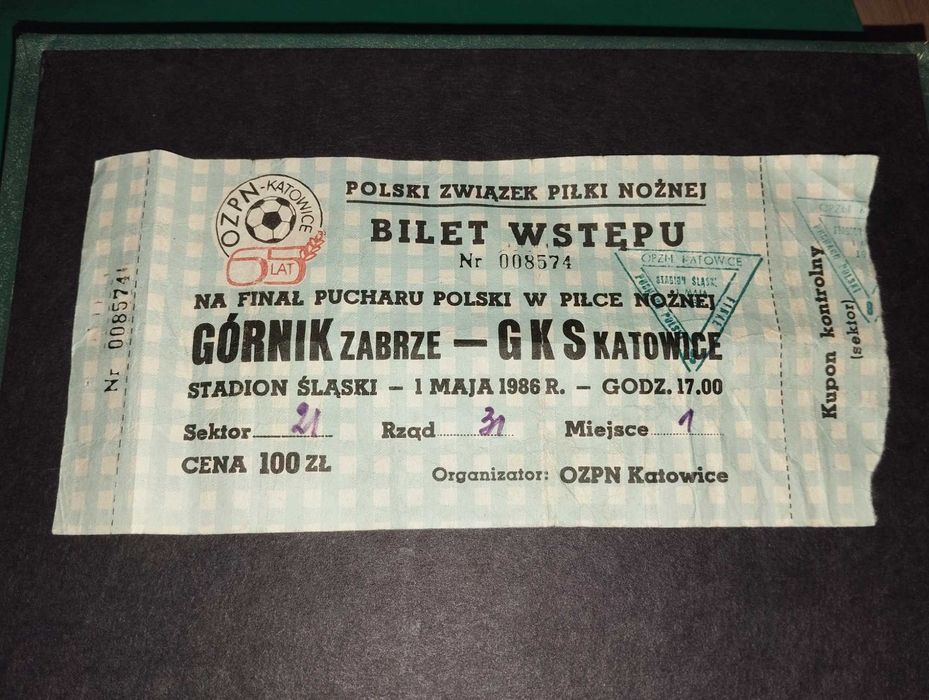 OZPN-KATOWICE
65 LAT
POLSKI ZWIĄZEK PIŁKI NOŻNEJ
BILET WSTĘPU
Nr 008574
NA FINAŁ PUCHARU POLSKI W PIŁCE NOŻNEJ
GÓRNIK ZABRZE — GKS KATOWICE
STADION ŚLĄSKI – 1 MAJA 1986 R. – GODZ. 17.00
Sektor 21 Rząd 31 Miejsce 1
CENA 100 ZŁ
Organizator: OZPN Katowice
Nr 008574
Kupon kontrolny
(sektor)
KATOWICE
STADION ŚLĄSKI